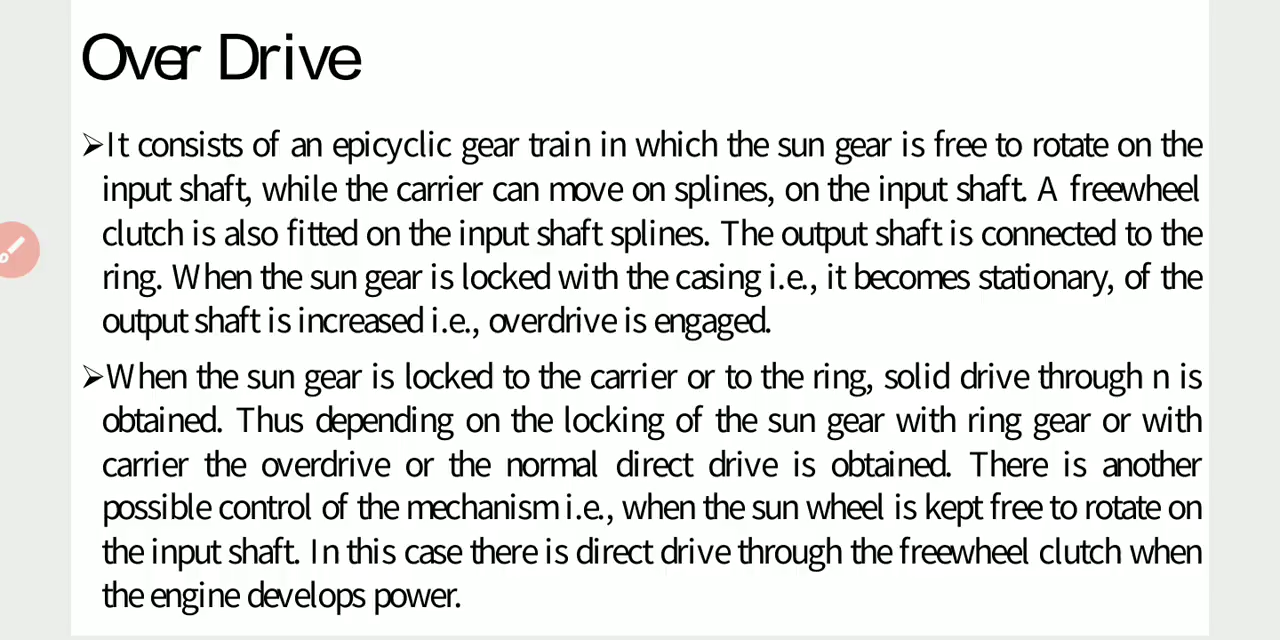 Over Drive
➢It consists of an epicyclic gear train in which the sun gear is free to rotate on the
input shaft, while the carrier can move on splines, on the input shaft. A freewheel
clutch is also fitted on the input shaft splines. The output shaft is connected to the
ring. When the sun gear is locked with the casing i.e., it becomes stationary, of the
output shaft is increased i.e., overdrive is engaged.
➢When the sun gear is locked to the carrier or to the ring, solid drive through n is
obtained. Thus depending on the locking of the sun gear with ring gear or with
carrier the overdrive or the normal direct drive is obtained. There is another
possible control of the mechanism i.e., when the sun wheel is kept free to rotate on
the input shaft. In this case there is direct drive through the freewheel clutch when
the engine develops power.